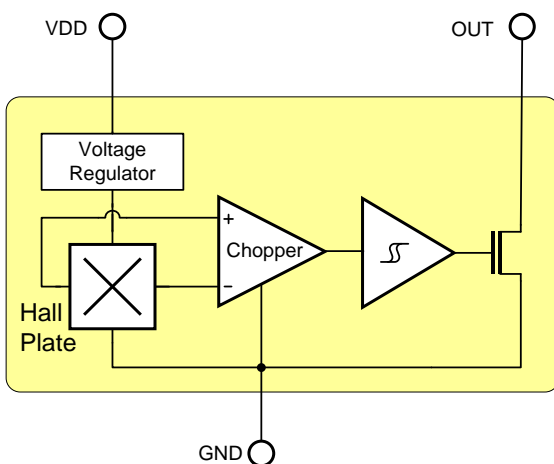 VDD
OUT
Voltage
Regulator
+
Chopper
−
Hall
Plate
GND